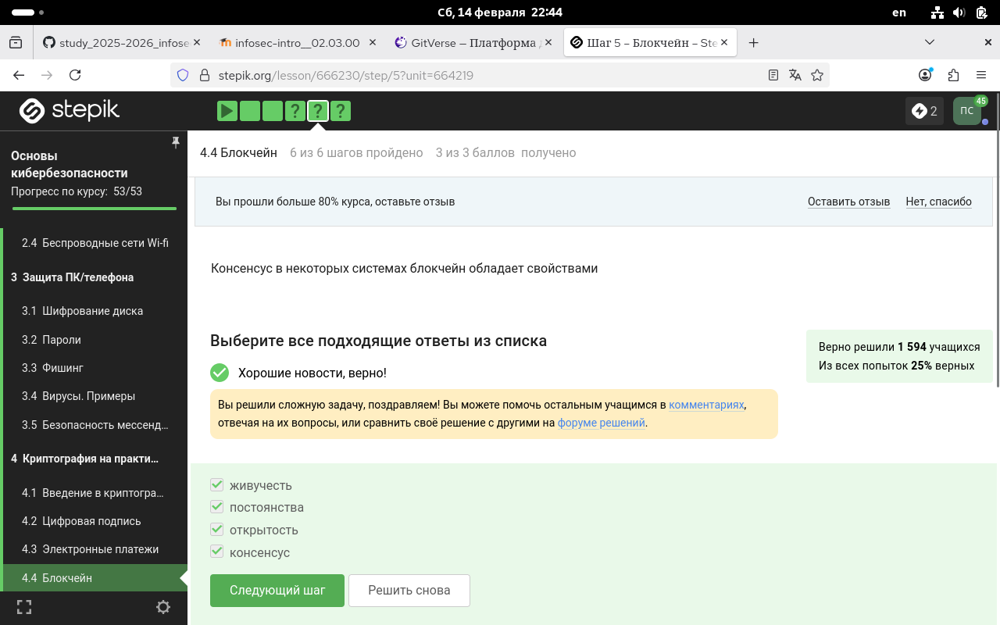 Сб, 14 февраля 22:44
en
study_2025-2026_infose
infosec-intro__02.03.00
GitVerse – Платформа д
Шаг 5 – Блокчейн – Ste
stepik.org/lesson/666230/step/5?unit=664219
stepik
? ? ?
2
ПС
45
Основы
кибербезопасности
Прогресс по курсу: 53/53
2.4 Беспроводные сети Wi-fi
3 Защита ПК/телефона
3.1 Шифрование диска
3.2 Пароли
3.3 Фишинг
3.4 Вирусы. Примеры
3.5 Безопасность мессенд...
4 Криптография на практи...
4.1 Введение в криптогра...
4.2 Цифровая подпись
4.3 Электронные платежи
4.4 Блокчейн
4.4 Блокчейн 6 из 6 шагов пройдено 3 из 3 баллов получено
Вы прошли больше 80% курса, оставьте отзыв
Оставить отзыв
Нет, спасибо
Консенсус в некоторых системах блокчейн обладает свойствами
Выберите все подходящие ответы из списка
Хорошие новости, верно!
Верно решили 1 594 учащихся
Из всех попыток 25% верных
Вы решили сложную задачу, поздравляем! Вы можете помочь остальным учащимся в комментариях,
отвечая на их вопросы, или сравнить своё решение с другими на форуме решений.
живучесть
постоянства
открытость
консенсус
Следующий шаг
Решить снова